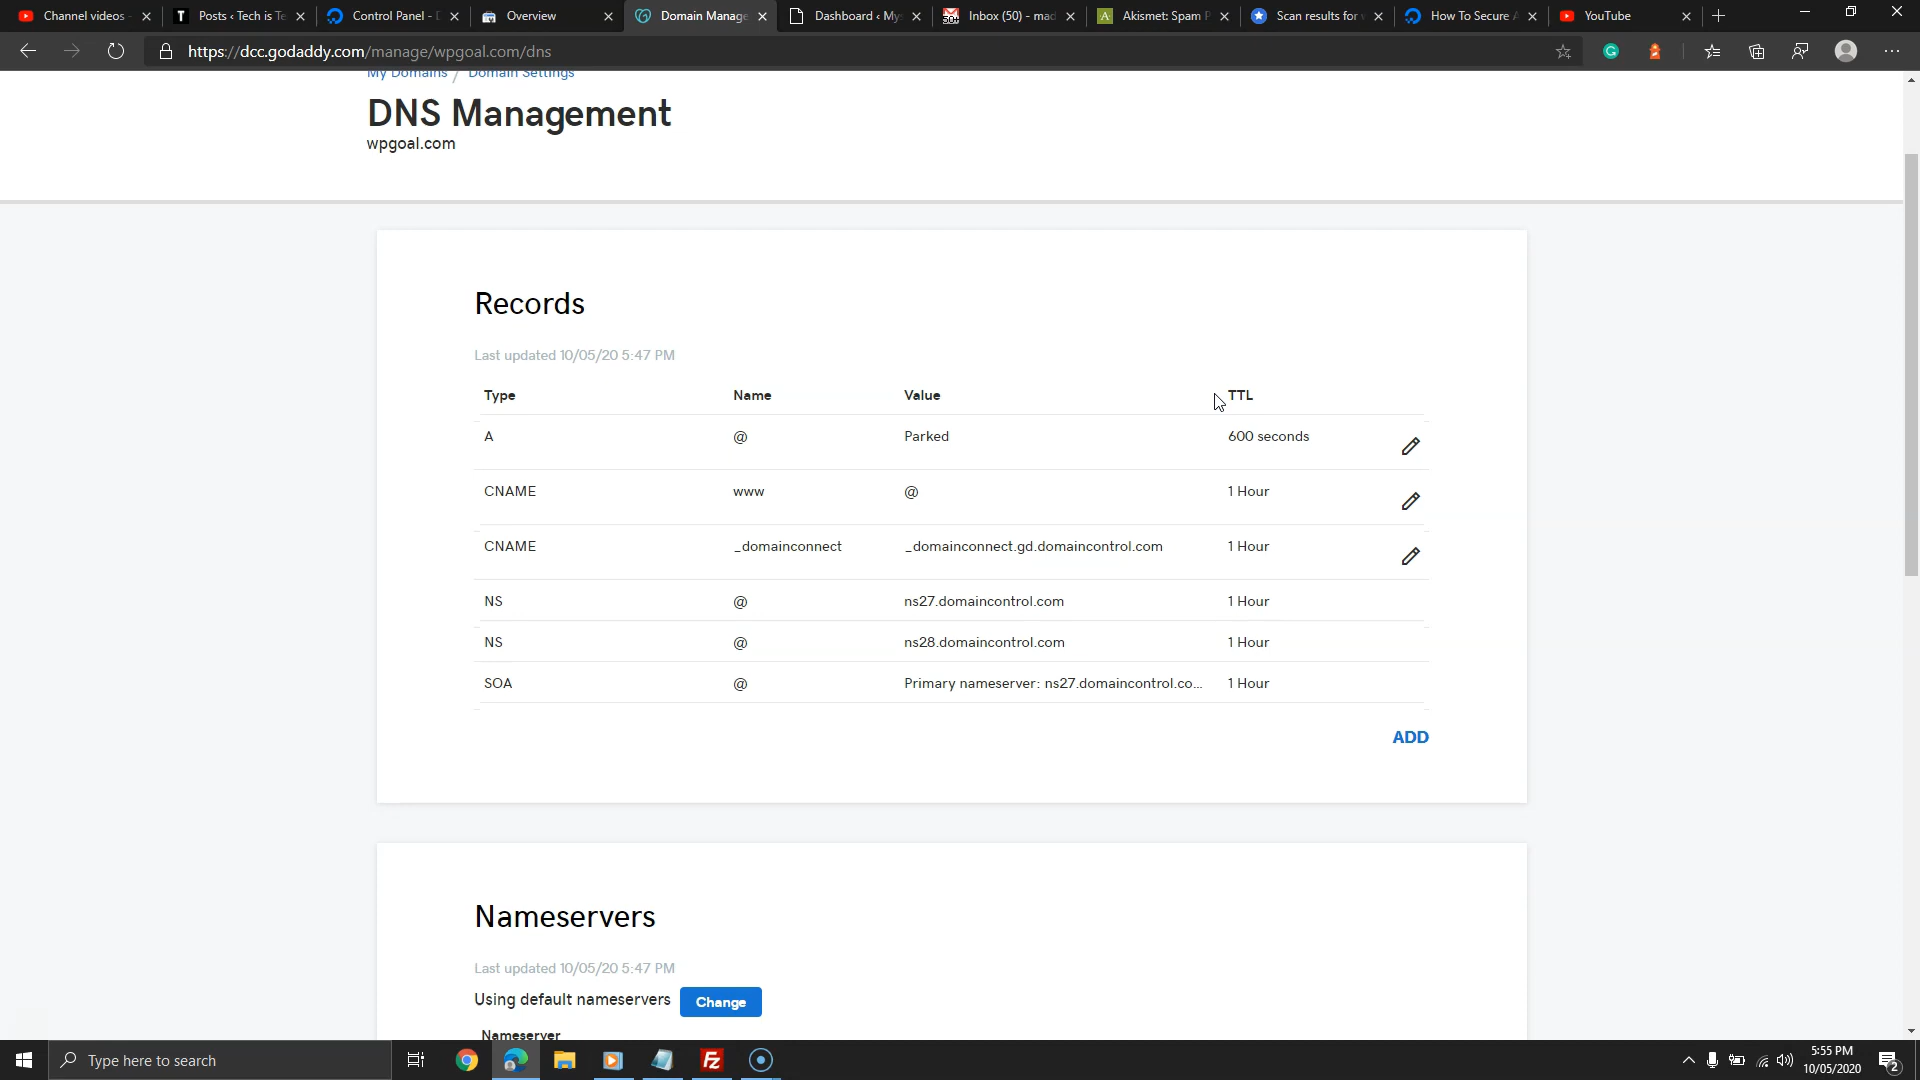 Channel videos -
Posts ‹ Tech is Te
Control Panel - D
Overview
Domain Manage
Dashboard ‹ My
Inbox (50) - mad
Akismet: Spam P
Scan results for w
How To Secure A
YouTube
https://dcc.godaddy.com/manage/wpgoal.com/dns
My Domains / Domain Settings
DNS Management
wpgoal.com
Records
Last updated 10/05/20 5:47 PM
Type Name Value TTL
A @ Parked 600 seconds
CNAME www @ 1 Hour
CNAME _domainconnect _domainconnect.gd.domaincontrol.com 1 Hour
NS @ ns27.domaincontrol.com 1 Hour
NS @ ns28.domaincontrol.com 1 Hour
SOA @ Primary nameserver: ns27.domaincontrol.co... 1 Hour
ADD
Nameservers
Last updated 10/05/20 5:47 PM
Using default nameservers Change
Nameserver
Type here to search
5:55 PM
10/05/2020
2